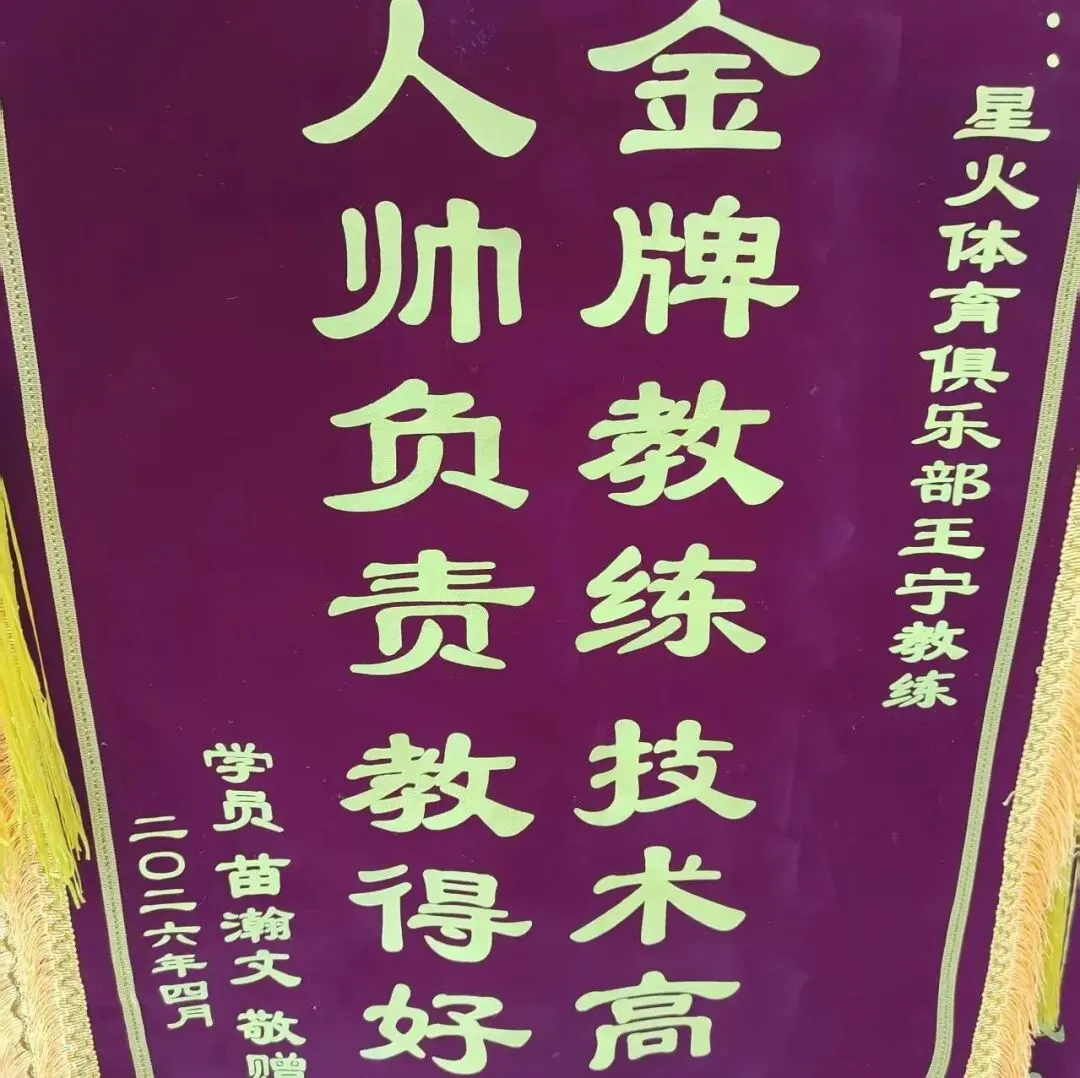 ：
星火体育俱乐部王宁教练
金牌教练技术高
人帅负责教得好
学员 苗瀚文 敬赠
二〇二六年四月